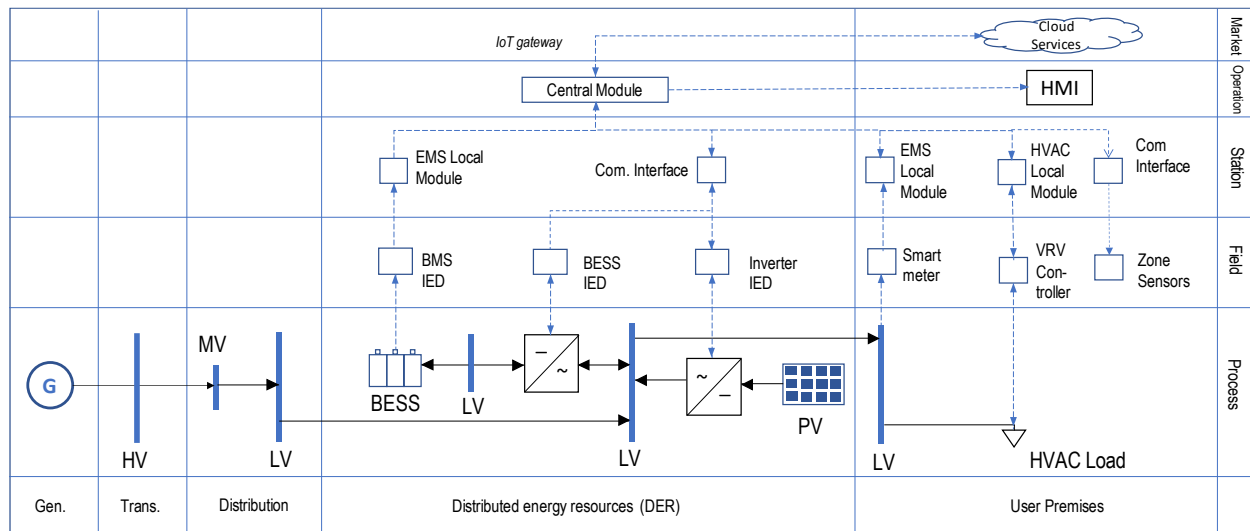 Cloud
Services
IoT gateway
Market
Central Module
HMI
Operation
EMS Local
Module
Com. Interface
EMS
Local
Module
HVAC
Local
Module
Com
Interface
Station
BMS
IED
BESS
IED
Inverter
IED
Smart
meter
VRV
Con-
troller
Zone
Sensors
Field
G
MV
HV
LV
BESS
LV
–
~
LV
~
–
PV
LV
HVAC Load
Process
Gen.
Trans.
Distribution
Distributed energy resources (DER)
User Premises